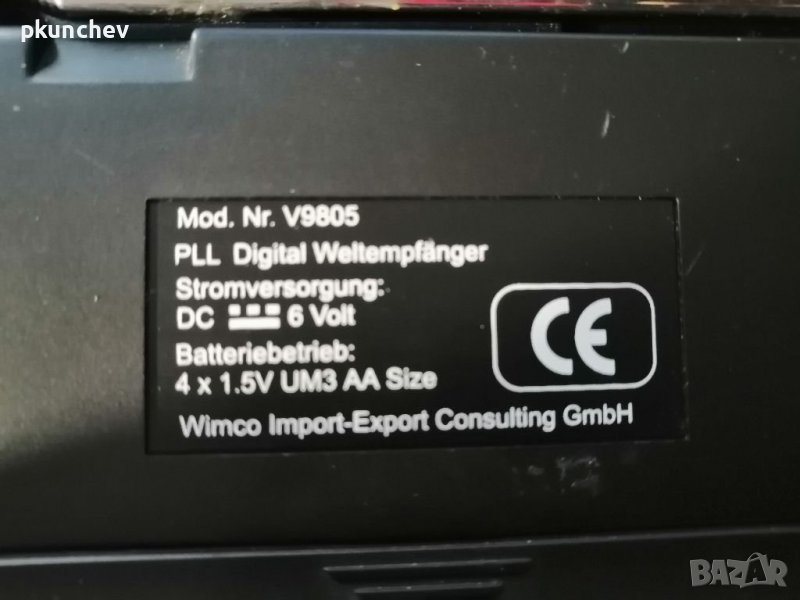 pkunchev
Mod. Nr. V9805
PLL Digital Weltempfänger
Stromversorgung:
DC 6 Volt
Batteriebetrieb:
4 x 1.5V UM3 AA Size
CE
Wimco Import-Export Consulting GmbH
BAZAR